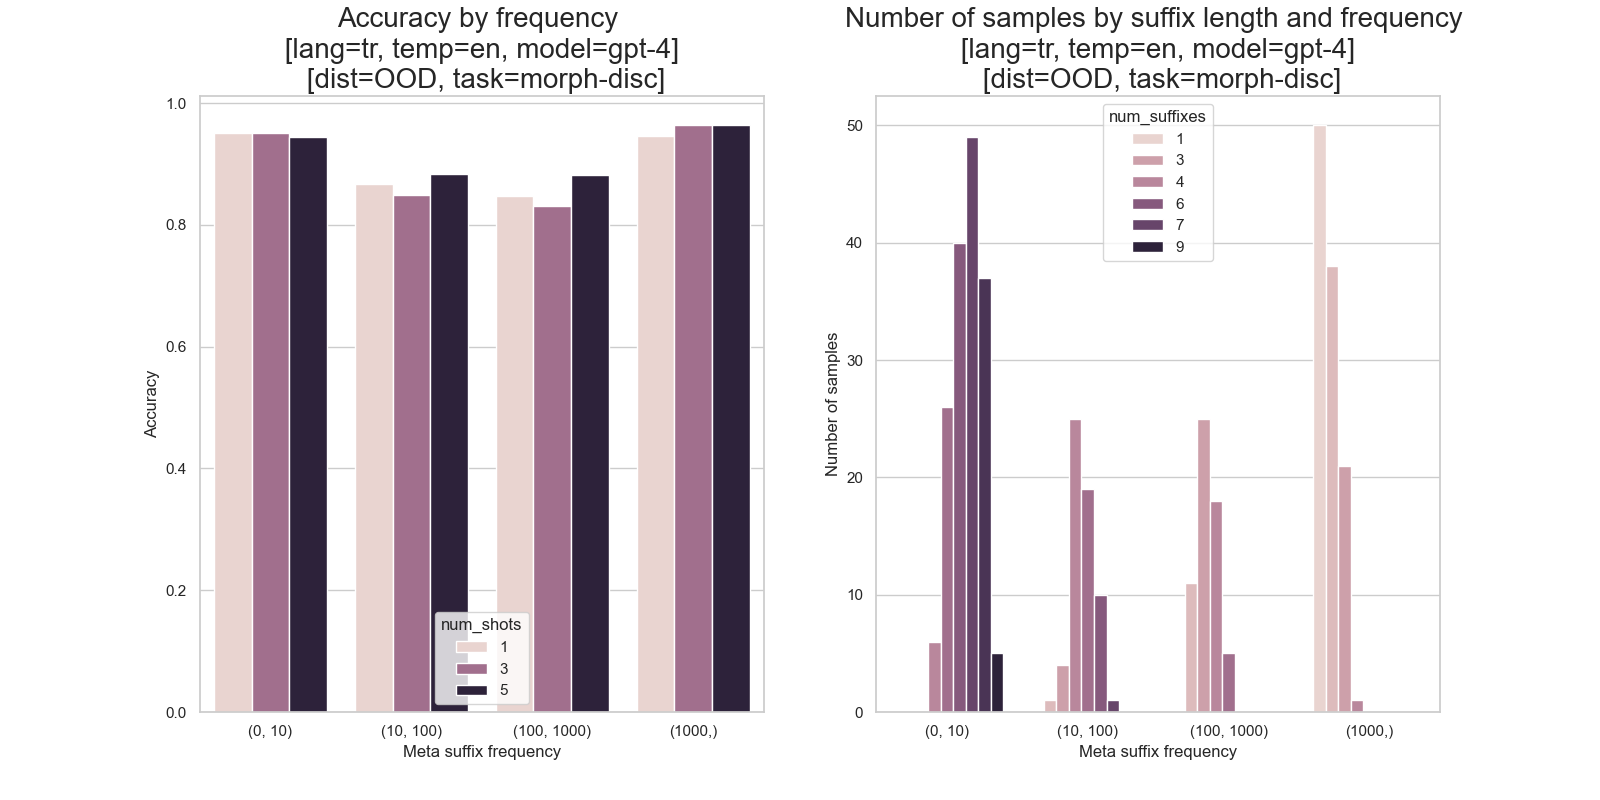 Accuracy by frequency
[lang=tr, temp=en, model=gpt-4]
[dist=OOD, task=morph-disc]
1.0
0.8
0.6
0.4
0.2
0.0
Accuracy
num_shots
1
3
5
(0, 10)
(10, 100)
(100, 1000)
(1000,)
Meta suffix frequency
Number of samples by suffix length and frequency
[lang=tr, temp=en, model=gpt-4]
[dist=OOD, task=morph-disc]
50
40
30
20
10
0
Number of samples
num_suffixes
1
3
4
6
7
9
(0, 10)
(10, 100)
(100, 1000)
(1000,)
Meta suffix frequency